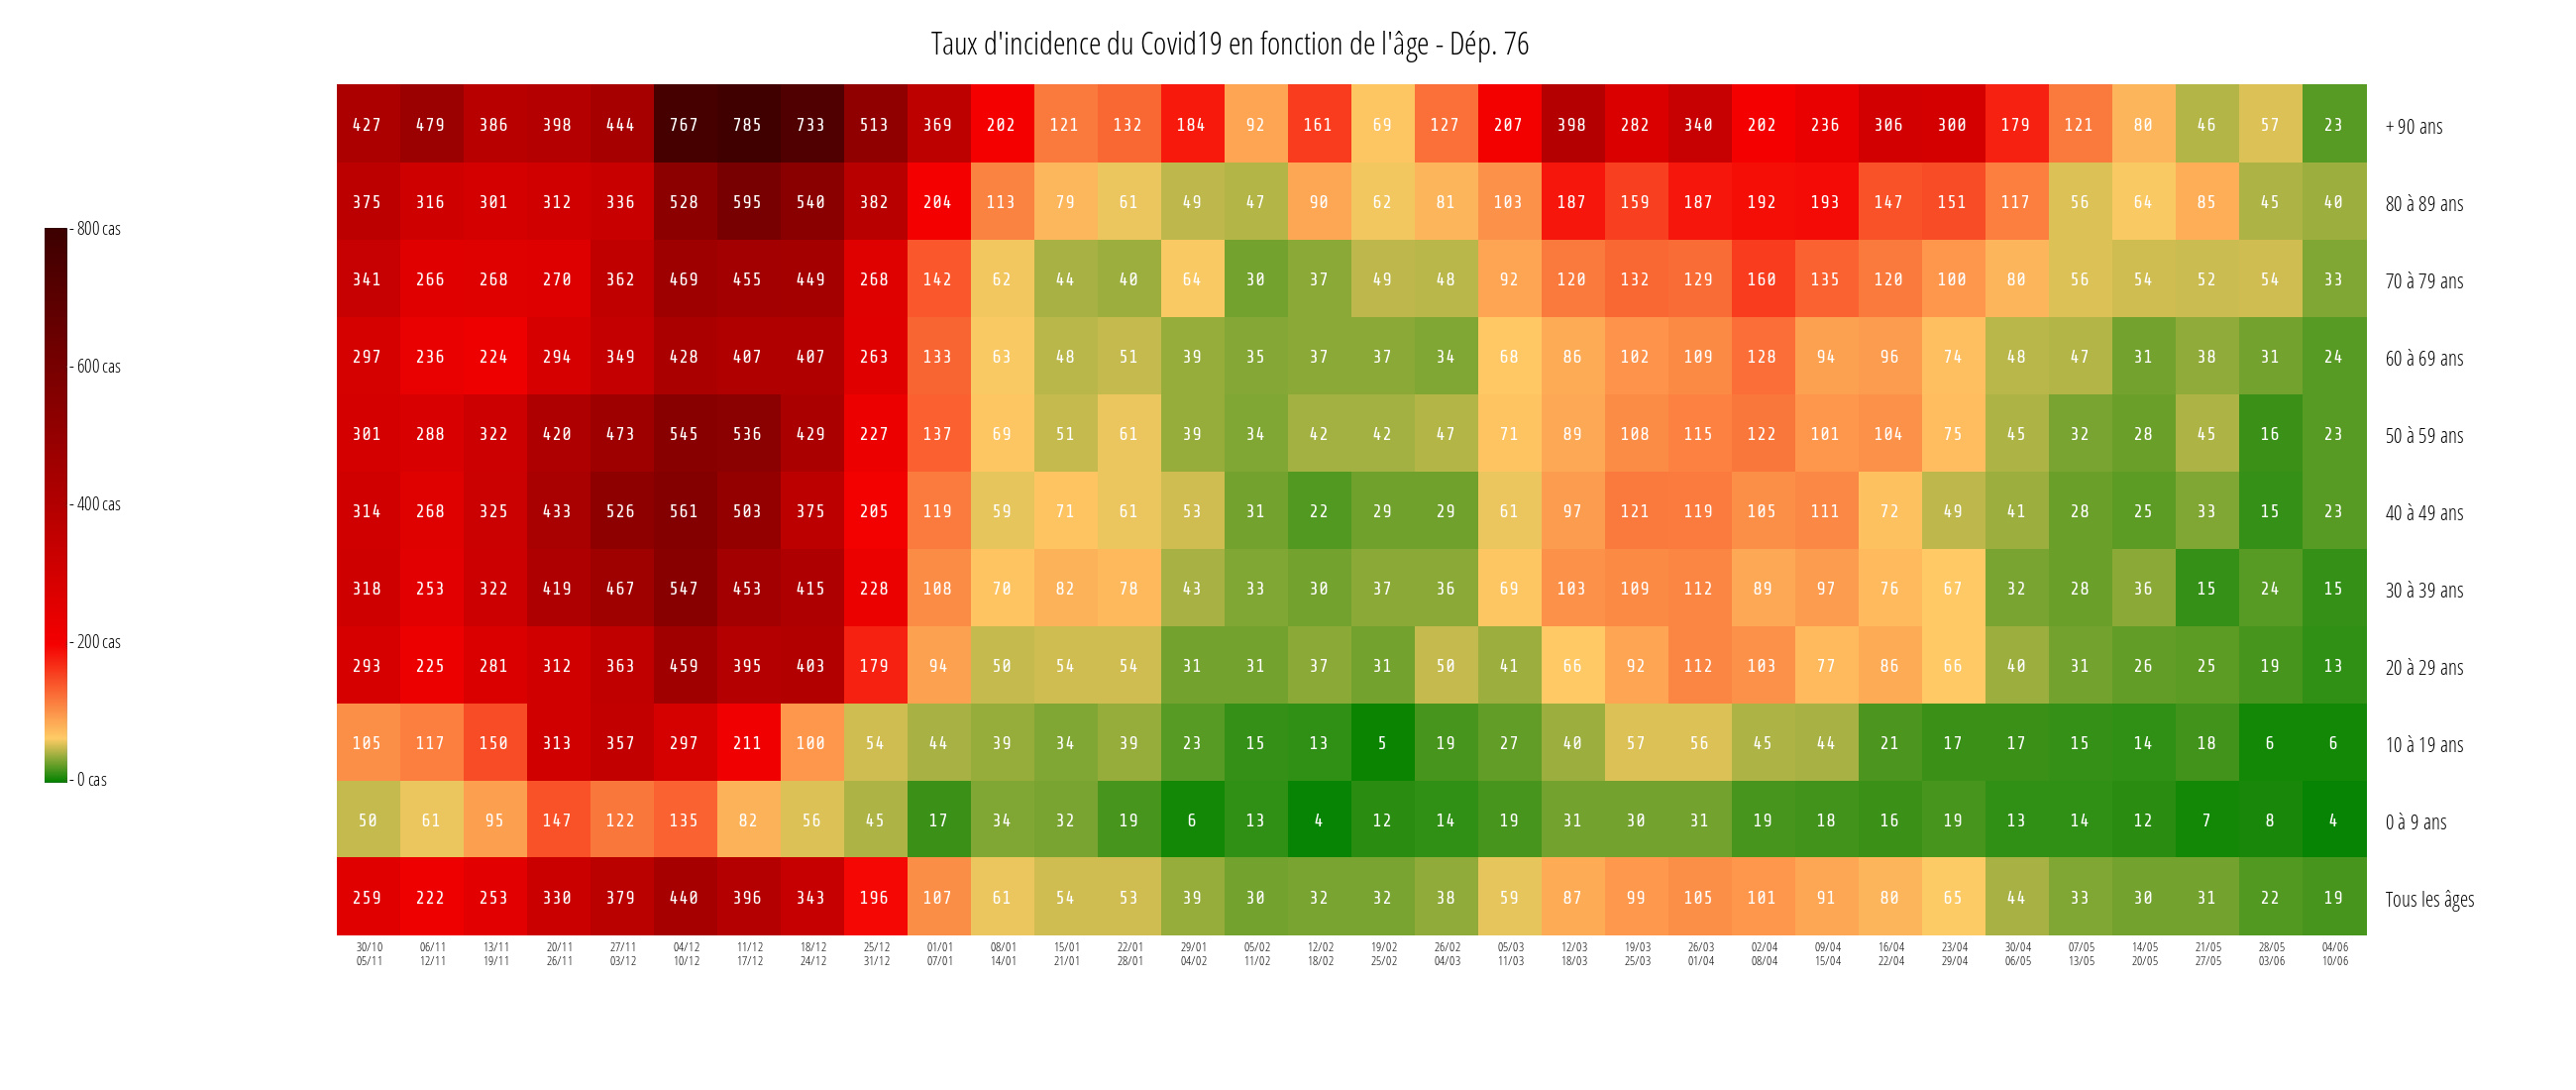 Taux d'incidence du Covid19 en fonction de l'âge - Dép. 76
- 800 cas
- 600 cas
- 400 cas
- 200 cas
- 0 cas
427 479 386 398 444 767 785 733 513 369 202 121 132 184 92 161 69 127 207 398 282 340 202 236 306 300 179 121 80 46 57 23 + 90 ans
375 316 301 312 336 528 595 540 382 204 113 79 61 49 47 90 62 81 103 187 159 187 192 193 147 151 117 56 64 85 45 40 80 à 89 ans
341 266 268 270 362 469 455 449 268 142 62 44 40 64 30 37 49 48 92 120 132 129 160 135 120 100 80 56 54 52 54 33 70 à 79 ans
297 236 224 294 349 428 407 407 263 133 63 48 51 39 35 37 37 34 68 86 102 109 128 94 96 74 48 47 31 38 31 24 60 à 69 ans
301 288 322 420 473 545 536 429 227 137 69 51 61 39 34 42 42 47 71 89 108 115 122 101 104 75 45 32 28 45 16 23 50 à 59 ans
314 268 325 433 526 561 503 375 205 119 59 71 61 53 31 22 29 29 61 97 121 119 105 111 72 49 41 28 25 33 15 23 40 à 49 ans
318 253 322 419 467 547 453 415 228 108 70 82 78 43 33 30 37 36 69 103 109 112 89 97 76 67 32 28 36 15 24 15 30 à 39 ans
293 225 281 312 363 459 395 403 179 94 50 54 54 31 31 37 31 50 41 66 92 112 103 77 86 66 40 31 26 25 19 13 20 à 29 ans
105 117 150 313 357 297 211 100 54 44 39 34 39 23 15 13 5 19 27 40 57 56 45 44 21 17 17 15 14 18 6 6 10 à 19 ans
50 61 95 147 122 135 82 56 45 17 34 32 19 6 13 4 12 14 19 31 30 31 19 18 16 19 13 14 12 7 8 4 0 à 9 ans
259 222 253 330 379 440 396 343 196 107 61 54 53 39 30 32 32 38 59 87 99 105 101 91 80 65 44 33 30 31 22 19 Tous les âges
30/10 06/11 13/11 20/11 27/11 04/12 11/12 18/12 25/12 01/01 08/01 15/01 22/01 29/01 05/02 12/02 19/02 26/02 05/03 12/03 19/03 26/03 02/04 09/04 16/04 23/04 30/04 07/05 14/05 21/05 28/05 04/06
05/11 12/11 19/11 26/11 03/12 10/12 17/12 24/12 31/12 07/01 14/01 21/01 28/01 04/02 11/02 18/02 25/02 04/03 11/03 18/03 25/03 01/04 08/04 15/04 22/04 29/04 06/05 13/05 20/05 27/05 03/06 10/06